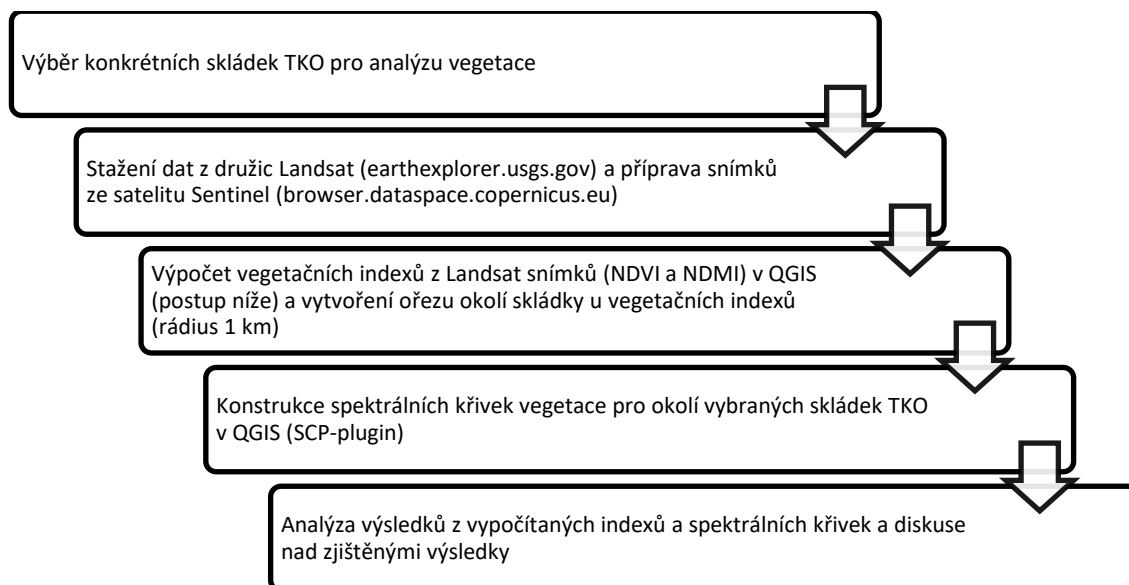 Výběr konkrétních skládek TKO pro analýzu vegetace
Stažení dat z družic Landsat (earthexplorer.usgs.gov) a příprava snímků
ze satelitu Sentinel (browser.dataspace.copernicus.eu)
Výpočet vegetačních indexů z Landsat snímků (NDVI a NDMI) v QGIS
(postup níže) a vytvoření ořezu okolí skládky u vegetačních indexů
(rádius 1 km)
Konstrukce spektrálních křivek vegetace pro okolí vybraných skládek TKO
v QGIS (SCP-plugin)
Analýza výsledků z vypočítaných indexů a spektrálních křivek a diskuse
nad zjištěnými výsledky